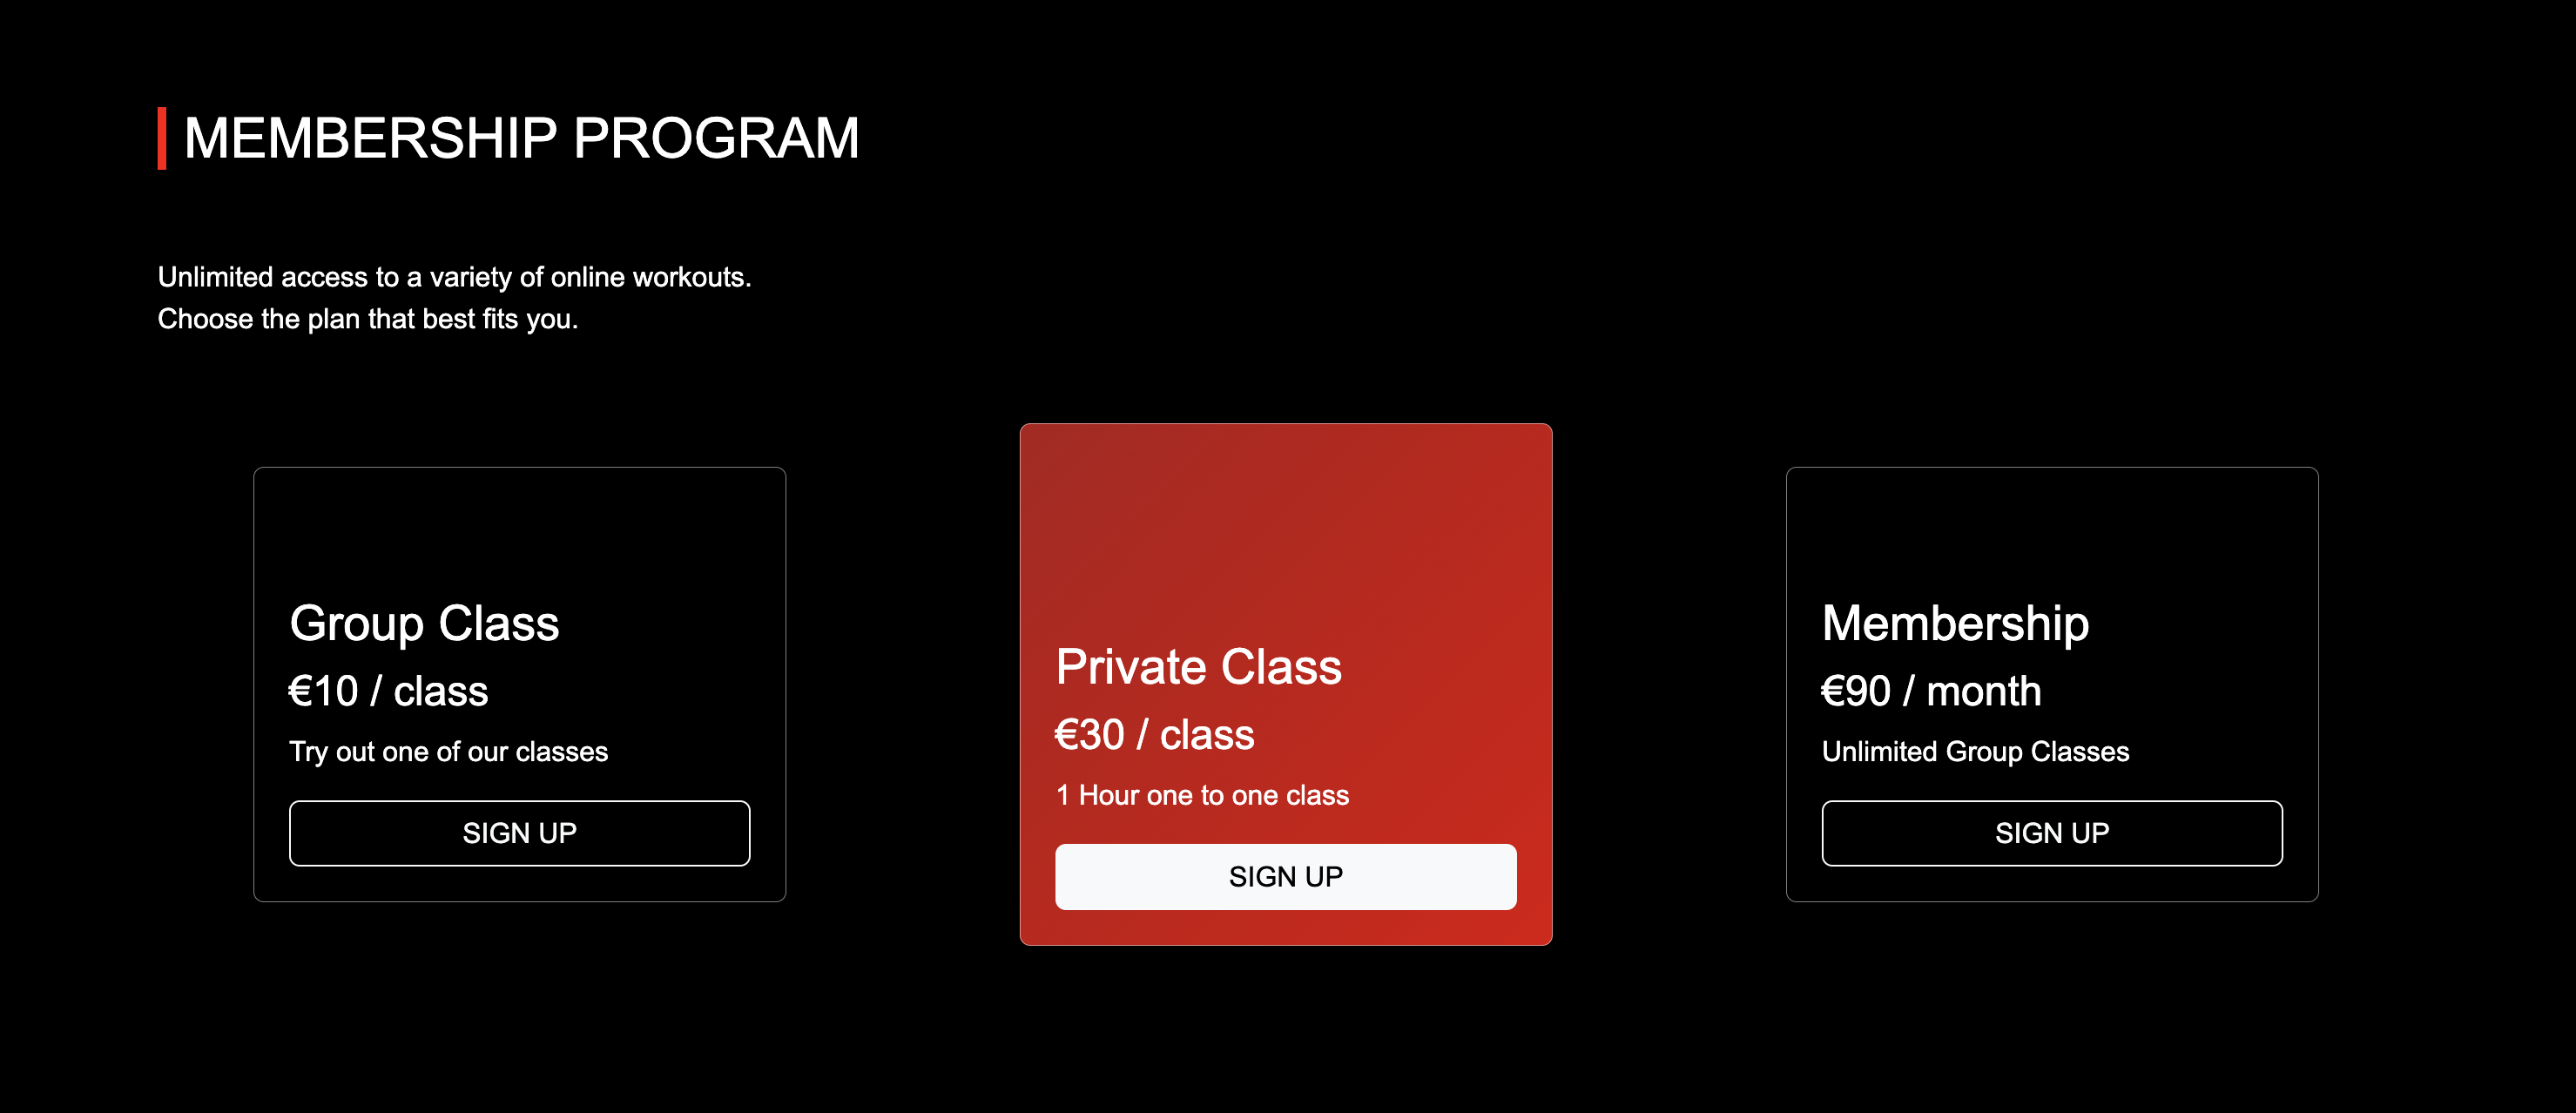 MEMBERSHIP PROGRAM
Unlimited access to a variety of online workouts.
Choose the plan that best fits you.
Group Class
€10 / class
Try out one of our classes
SIGN UP
Private Class
€30 / class
1 Hour one to one class
SIGN UP
Membership
€90 / month
Unlimited Group Classes
SIGN UP